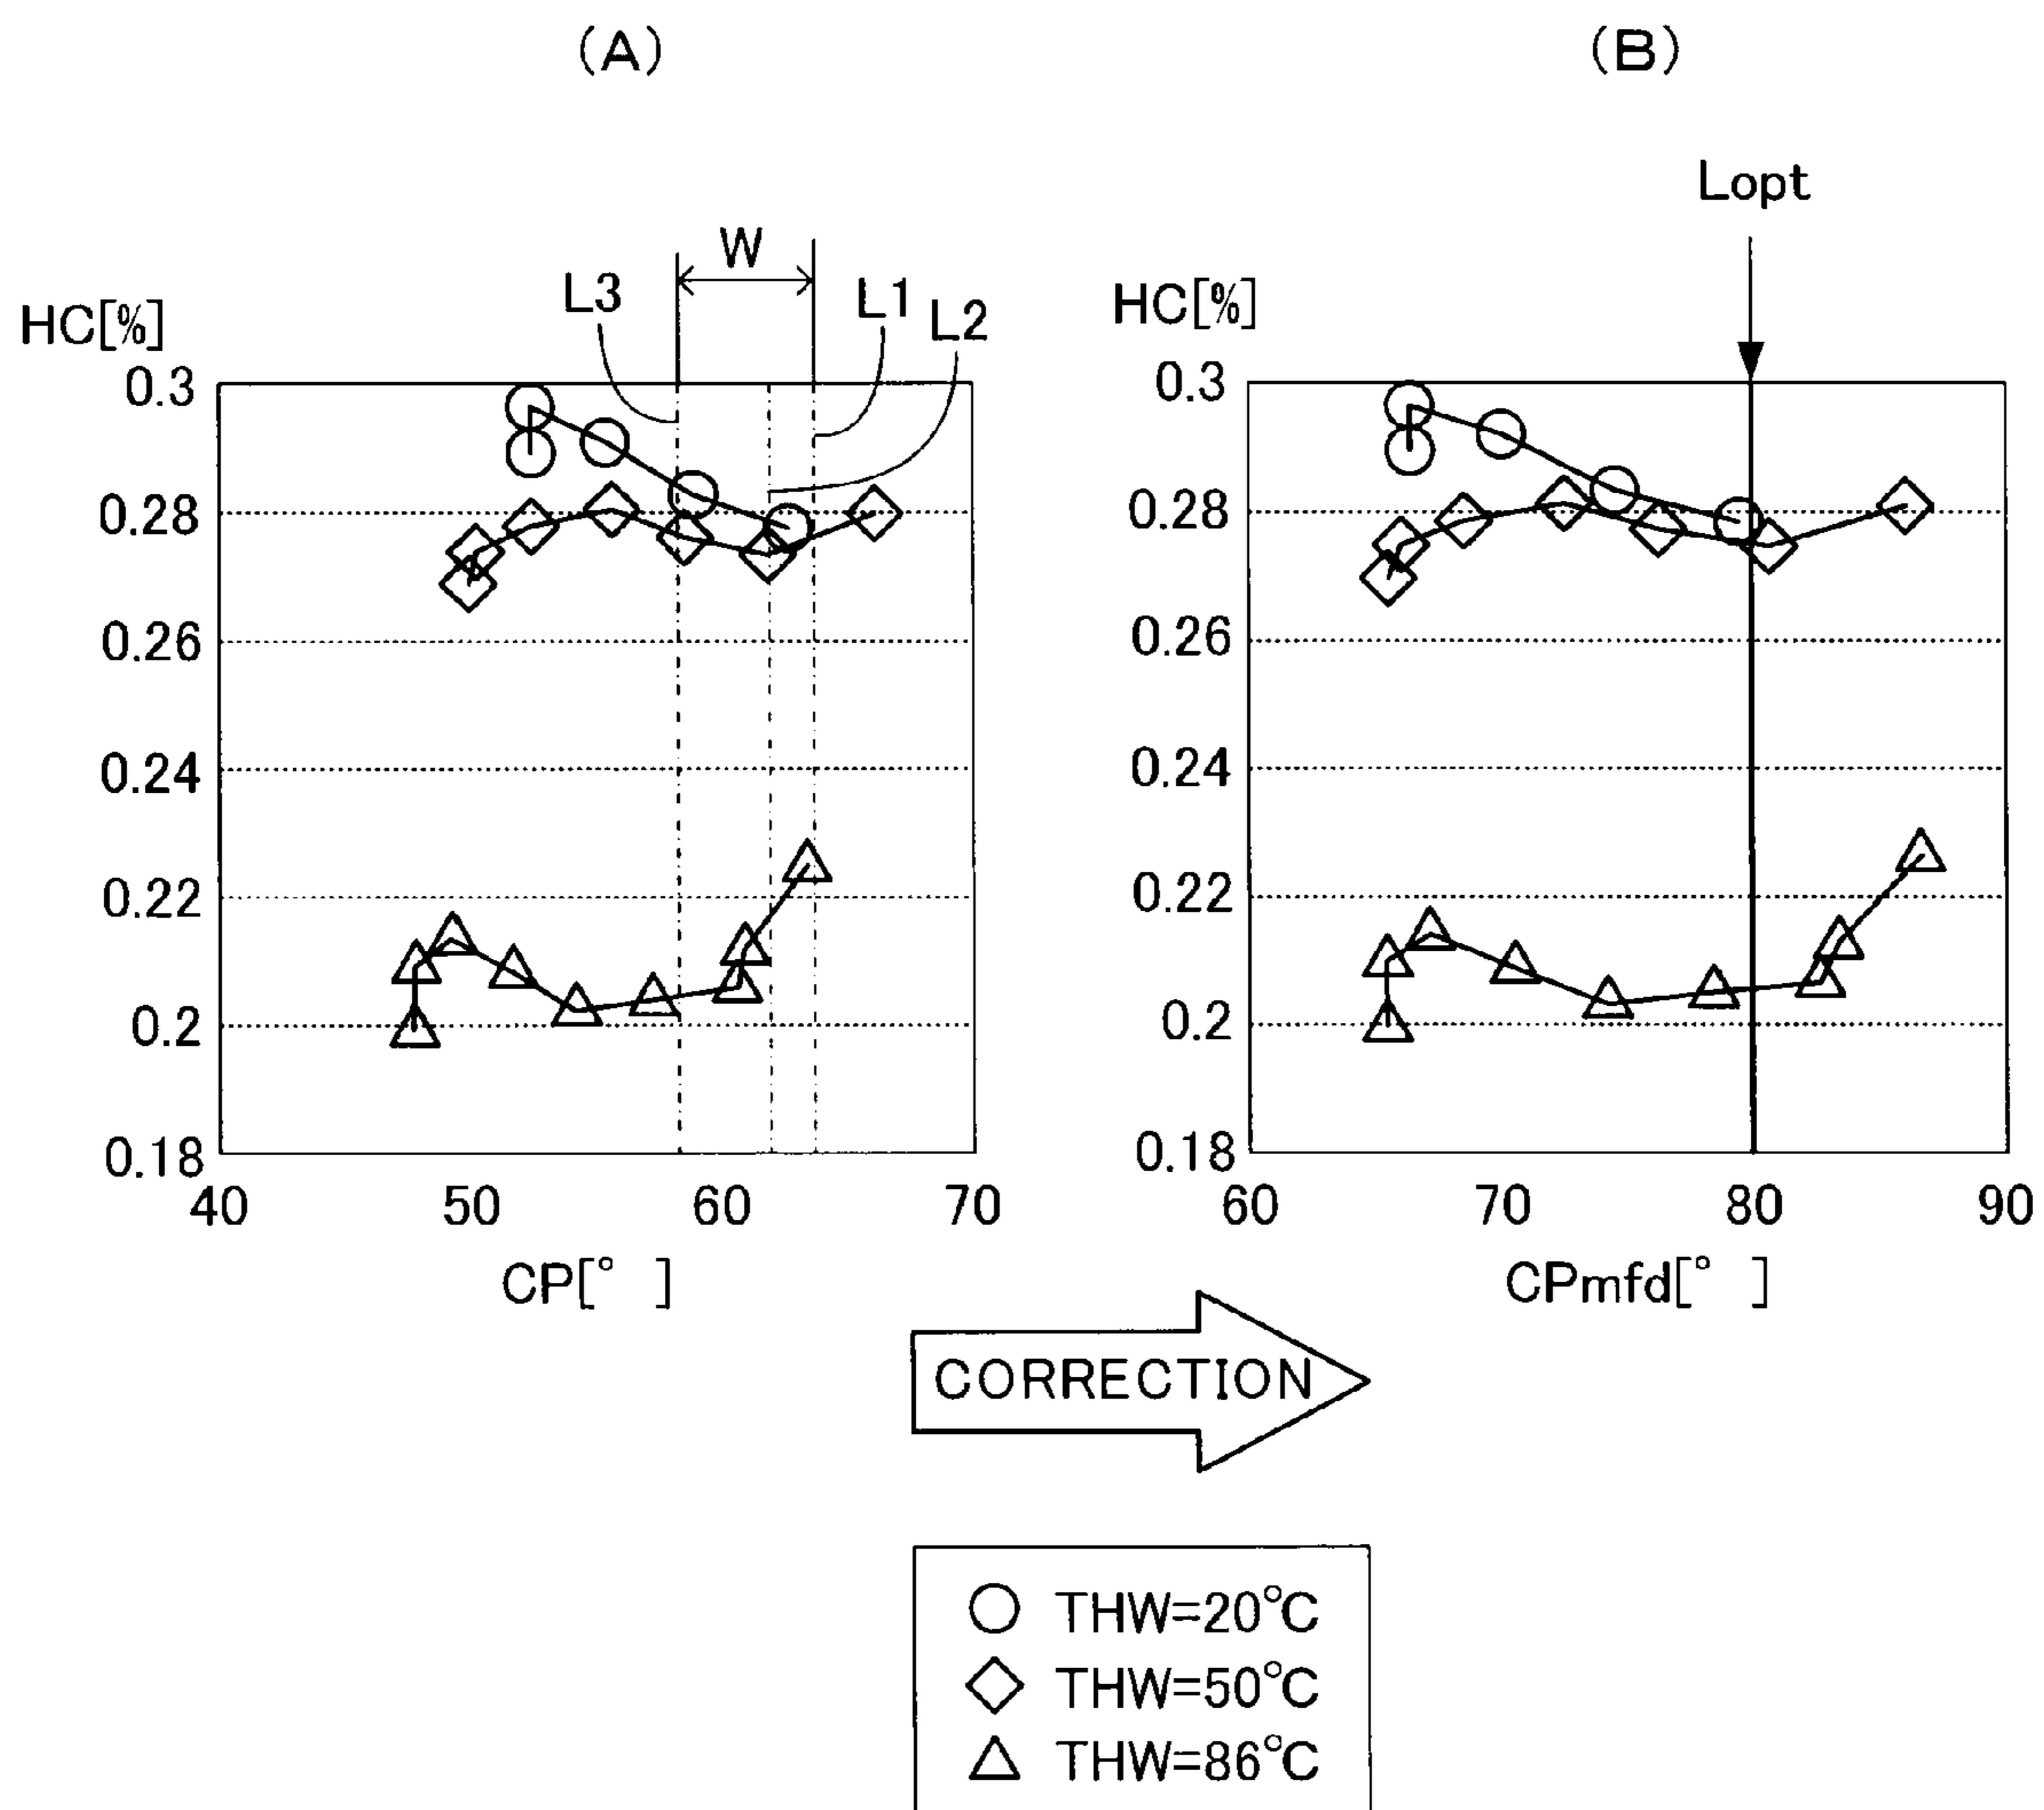 (A)
(B)
Lopt
W
L3
L1
L2
HC[%]
HC[%]
0.3
0.28
0.26
0.24
0.22
0.2
0.18
40 50 60 70
CP[° ]
0.3
0.28
0.26
0.24
0.22
0.2
0.18
60 70 80 90
CPmfd[° ]
CORRECTION
THW=20°C
THW=50°C
THW=86°C